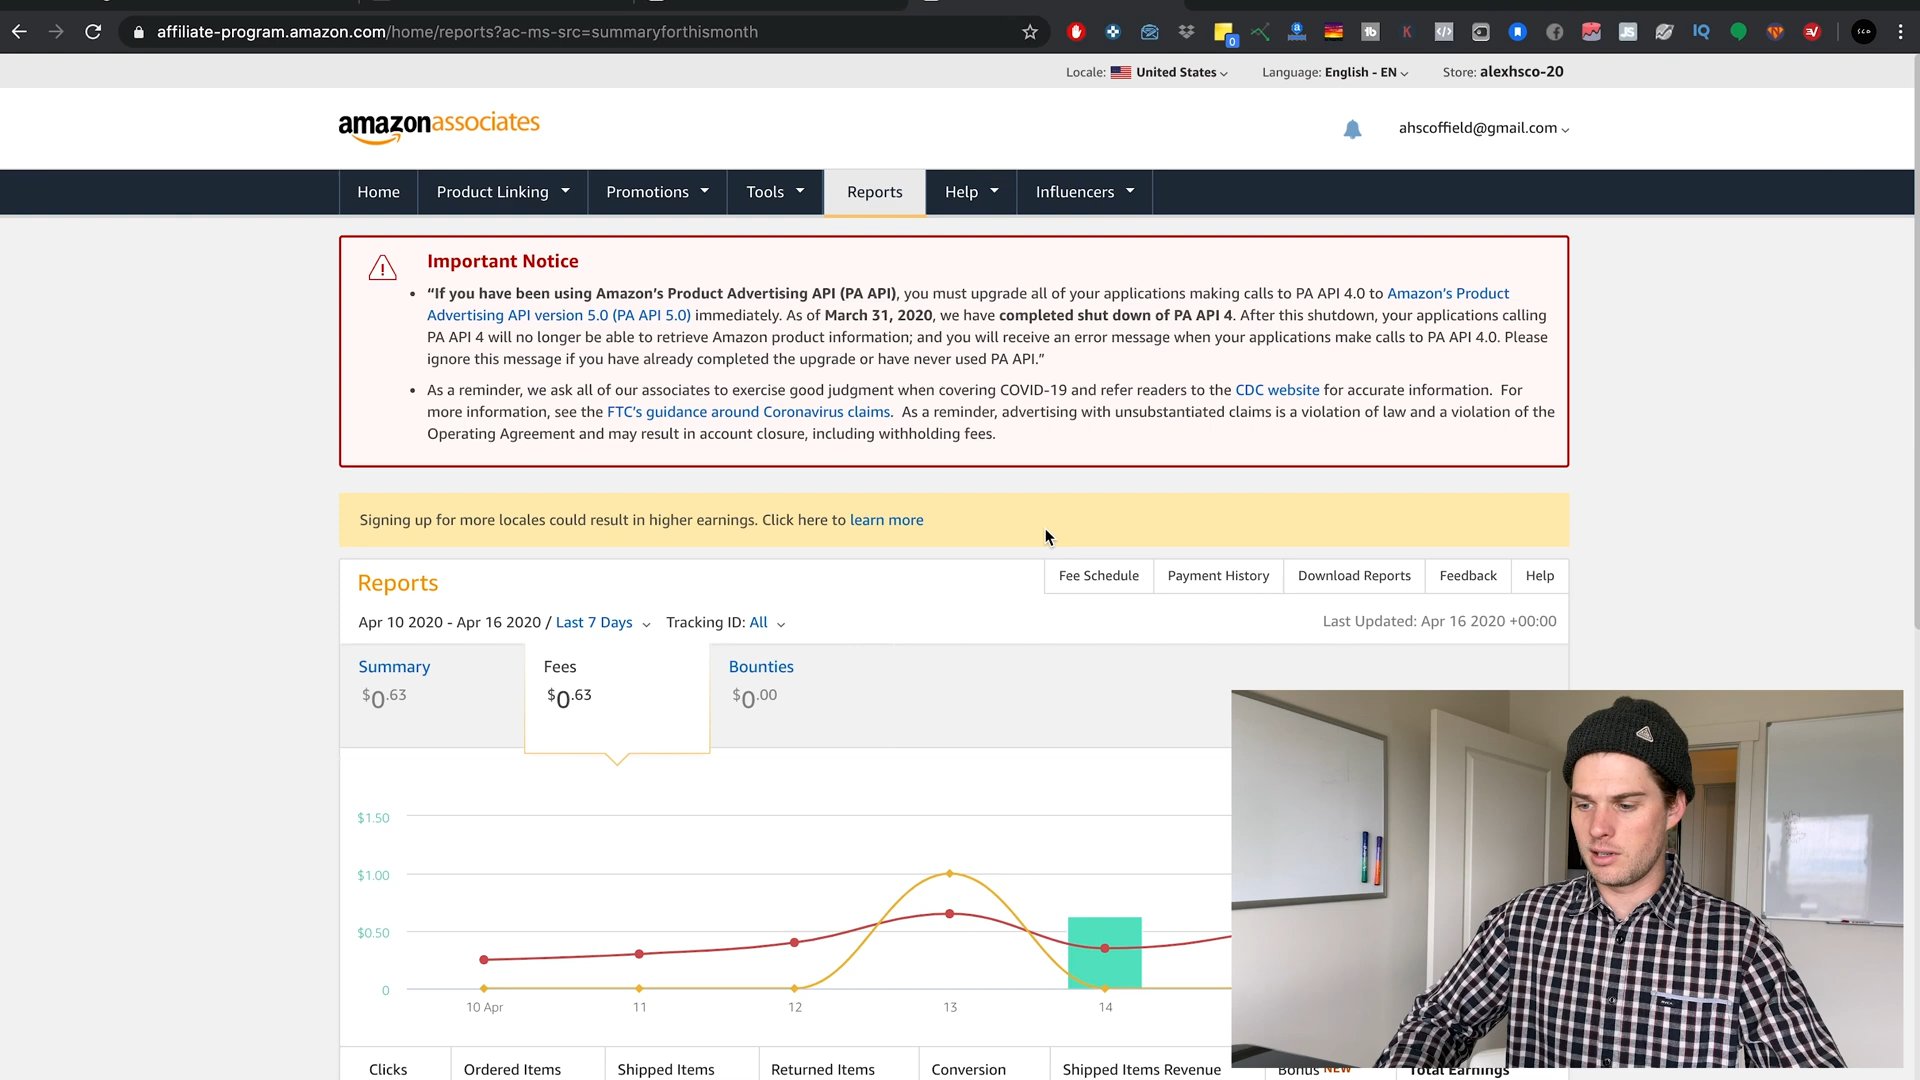 affiliate-program.amazon.com/home/reports?ac-ms-src=summaryforthismonth
Locale: United States Language: English - EN Store: alexhsco-20
amazonassociates
ahscoffield@gmail.com
Home Product Linking Promotions Tools Reports Help Influencers
Important Notice
• “If you have been using Amazon’s Product Advertising API (PA API), you must upgrade all of your applications making calls to PA API 4.0 to Amazon’s Product
Advertising API version 5.0 (PA API 5.0) immediately. As of March 31, 2020, we have completed shut down of PA API 4. After this shutdown, your applications calling
PA API 4 will no longer be able to retrieve Amazon product information; and you will receive an error message when your applications make calls to PA API 4.0. Please
ignore this message if you have already completed the upgrade or have never used PA API.”
• As a reminder, we ask all of our associates to exercise good judgment when covering COVID-19 and refer readers to the CDC website for accurate information. For
more information, see the FTC’s guidance around Coronavirus claims. As a reminder, advertising with unsubstantiated claims is a violation of law and a violation of the
Operating Agreement and may result in account closure, including withholding fees.
Signing up for more locales could result in higher earnings. Click here to learn more
Reports
Fee Schedule Payment History Download Reports Feedback Help
Apr 10 2020 - Apr 16 2020 / Last 7 Days Tracking ID: All
Last Updated: Apr 16 2020 +00:00
Summary Fees Bounties
$0.63 $0.63 $0.00
$1.50
$1.00
$0.50
0
10 Apr 11 12 13 14
Clicks Ordered Items Shipped Items Returned Items Conversion Shipped Items Revenue Bonus NEW Total Earnings